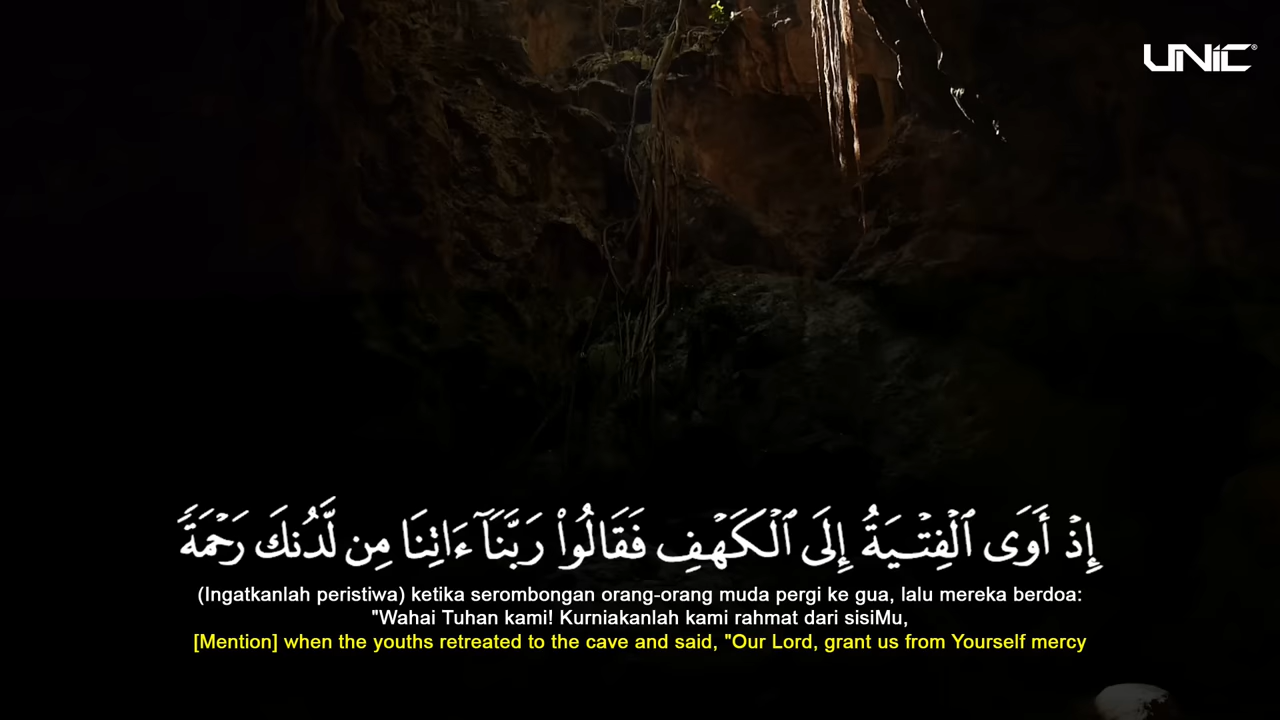 UNIC®
إِذْ أَوَى ٱلْفِتْيَةُ إِلَى ٱلْكَهْفِ فَقَالُوا۟ رَبَّنَآ ءَاتِنَا مِن لَّدُنكَ رَحْمَةً
(Ingatkanlah peristiwa) ketika serombongan orang-orang muda pergi ke gua, lalu mereka berdoa:
"Wahai Tuhan kami! Kurniakanlah kami rahmat dari sisiMu,
[Mention] when the youths retreated to the cave and said, "Our Lord, grant us from Yourself mercy